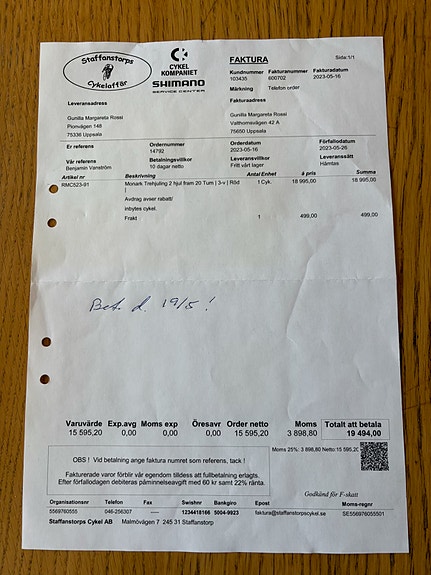 Staffanstorps
Cykelaffär
CYKEL
KOMPANIET
SHIMANO
SERVICE CENTER
FAKTURA
Sida:1/1
Kundnummer Fakturanummer Fakturadatum
103435 600702 2023-05-16
Märkning Telefon order
Leveransadress
Fakturaadress
Gunilla Margareta Rossi
Gunilla Margareta Rossi
Pionvägen 148
Valthornsvägen 42 A
75336 Uppsala
75650 Uppsala
Er referens Ordernummer Orderdatum Förfallodatum
14792 2023-05-16 2023-05-26
Vår referens Betalningsvillkor Leveransvillkor Leveranssätt
Benjamin Vanström 10 dagar netto Fritt vårt lager Hämtas
Artikel nr Beskrivning Antal Enhet à pris Summa
RMC523-91 Monark Trehjuling 2 hjul fram 20 Tum | 3-v | Röd 1 Cyk. 18 995,00 18 995,00
|
Avdrag avser rabatt/
inbytes cykel.
Frakt 1 499,00 499,00
Bet. d. 19/5 !
Varuvärde Exp.avg Moms exp Öresavr Order netto Moms Totalt att betala
15 595,20 0,00 0,00 0,00 15 595,20 3 898,80 19 494,00
Moms 25%: 3 898,80 Netto:15 595,20
OBS ! Vid betalning ange faktura numret som referens, tack !
Fakturerade varor förblir vår egendom tilldess att fullbetalning erlagts.
Efter förfallodagen debiteras påminnelseavgift med 60 kr samt 22% ränta.
Godkänd för F-skatt
Organisationsnr Telefon Fax Swishnr Bankgiro Epost Moms-regnr
5569760555 046-256307 ----- 1234418166 5004-9923 faktura@staffanstorpscykel.se SE556976055501
Staffanstorps Cykel AB Malmövägen 7 245 31 Staffanstorp